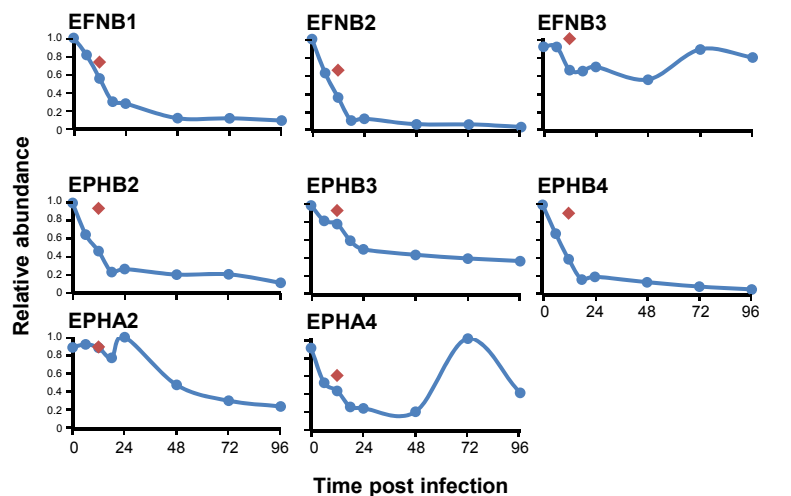 EFNB1 EFNB2 EFNB3
1.0
0.8
0.6
0.4
0.2
0
EPHB2 EPHB3 EPHB4
1.0
0.8
0.6
0.4
0.2
0
0 24 48 72 96
EPHA2 EPHA4
1.0
0.8
0.6
0.4
0.2
0
0 24 48 72 96 0 24 48 72 96
Relative abundance
Time post infection